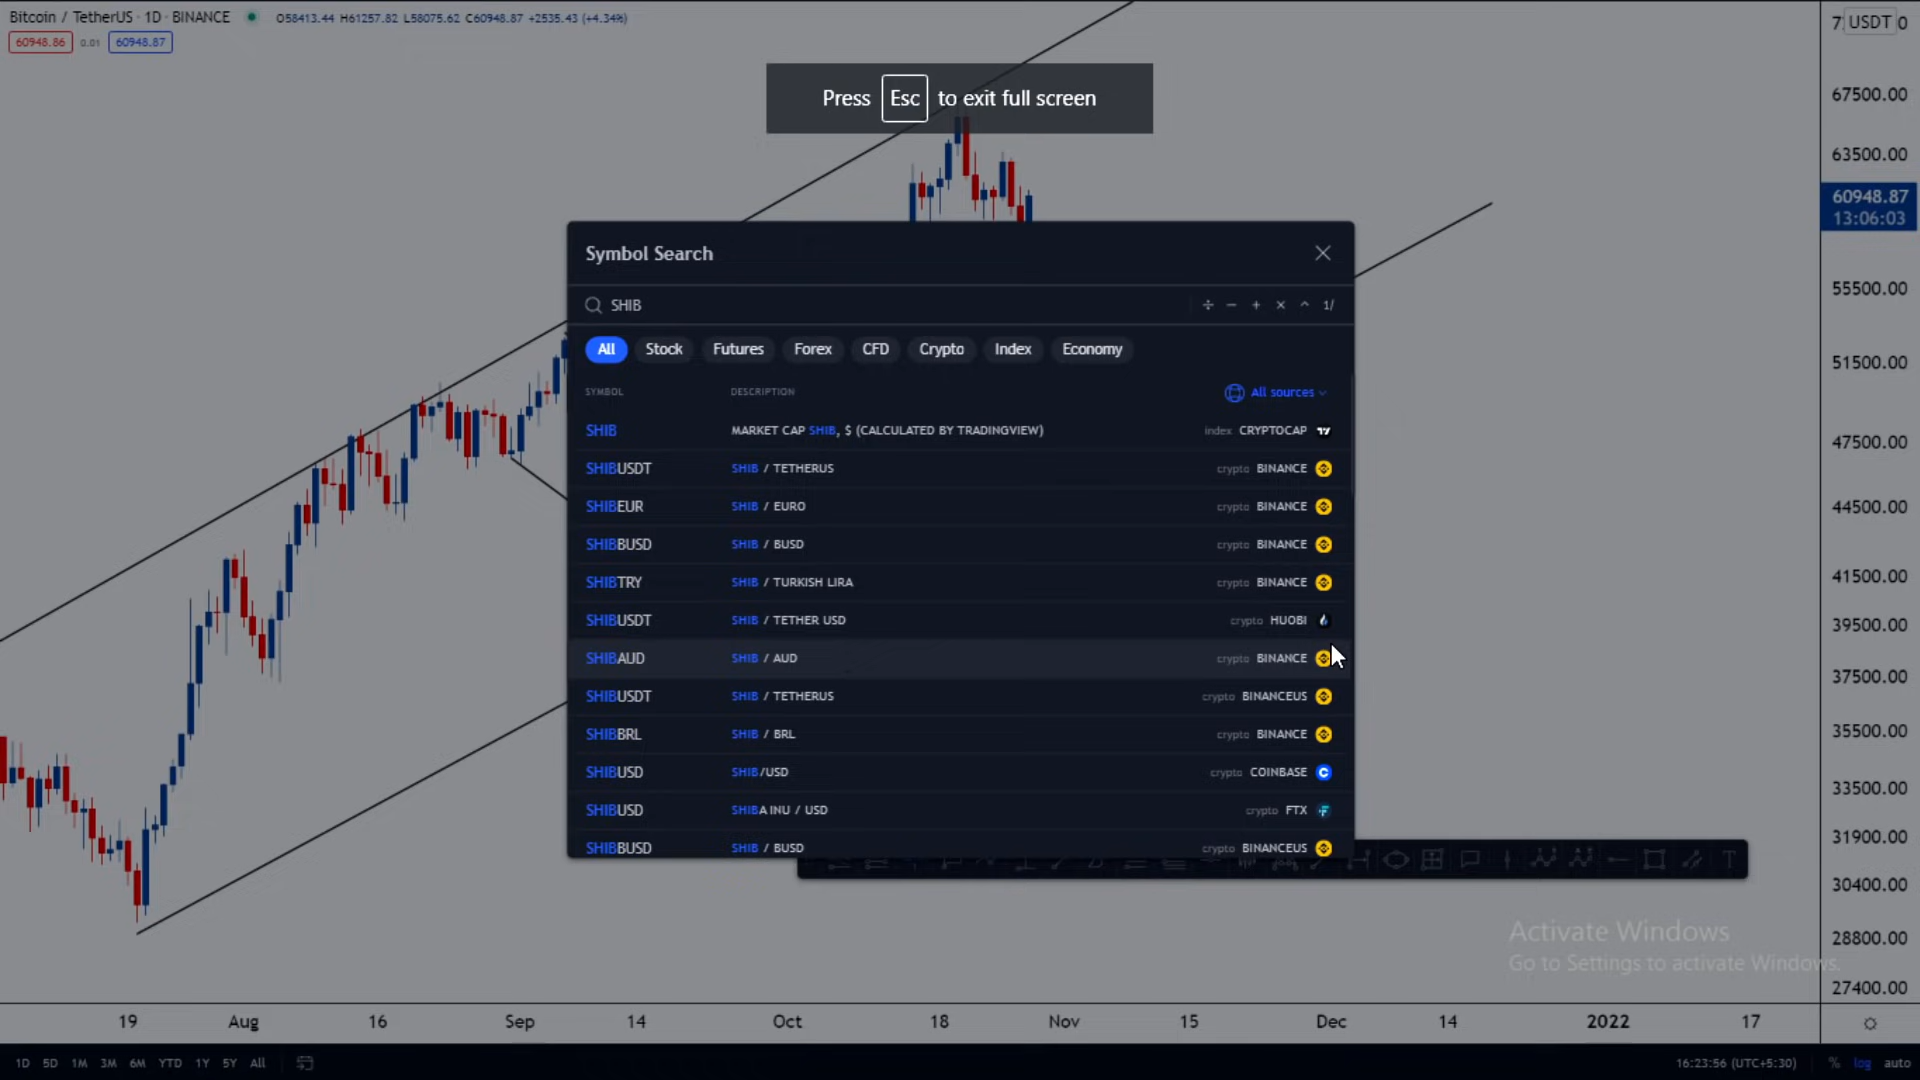 Bitcoin / TetherUS · 1D · BINANCE O58413.44 H61257.82 L58075.62 C60948.87 +2535.43 (+4.34%)
60948.86 0.01 60948.87
USDT
Press Esc to exit full screen
67500.00
63500.00
60948.87
13:06:03
55500.00
51500.00
47500.00
44500.00
41500.00
39500.00
37500.00
35500.00
33500.00
31900.00
30400.00
28800.00
27400.00
Symbol Search
SHIB ÷ − + × ^ 1/
All Stock Futures Forex CFD Crypto Index Economy
SYMBOL DESCRIPTION All sources
SHIB MARKET CAP SHIB, $ (CALCULATED BY TRADINGVIEW) index CRYPTOCAP
SHIBUSDT SHIB / TETHERUS crypto BINANCE
SHIBEUR SHIB / EURO crypto BINANCE
SHIBBUSD SHIB / BUSD crypto BINANCE
SHIBTRY SHIB / TURKISH LIRA crypto BINANCE
SHIBUSDT SHIB / TETHER USD crypto HUOBI
SHIBAUD SHIB / AUD crypto BINANCE
SHIBUSDT SHIB / TETHERUS crypto BINANCEUS
SHIBBRL SHIB / BRL crypto BINANCE
SHIBUSD SHIB/USD crypto COINBASE
SHIBUSD SHIBA INU / USD crypto FTX
SHIBBUSD SHIB / BUSD crypto BINANCEUS
Activate Windows
Go to Settings to activate Windows.
19 Aug 16 Sep 14 Oct 18 Nov 15 Dec 14 2022 17
1D 5D 1M 3M 6M YTD 1Y 5Y All 16:23:56 (UTC+5:30) % log auto